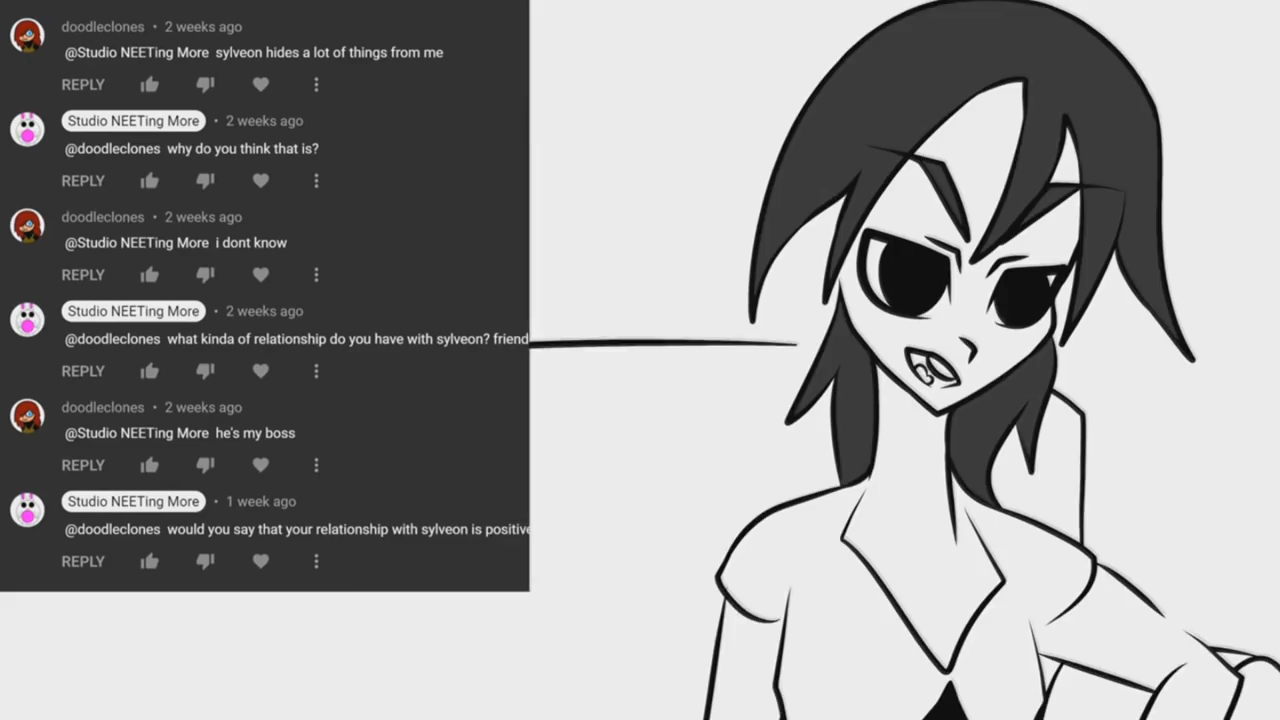 doodleclones • 2 weeks ago
@Studio NEETing More sylveon hides a lot of things from me
REPLY
Studio NEETing More • 2 weeks ago
@doodleclones why do you think that is?
REPLY
doodleclones • 2 weeks ago
@Studio NEETing More i dont know
REPLY
Studio NEETing More • 2 weeks ago
@doodleclones what kinda of relationship do you have with sylveon? friend
REPLY
doodleclones • 2 weeks ago
@Studio NEETing More he's my boss
REPLY
Studio NEETing More • 1 week ago
@doodleclones would you say that your relationship with sylveon is positive
REPLY